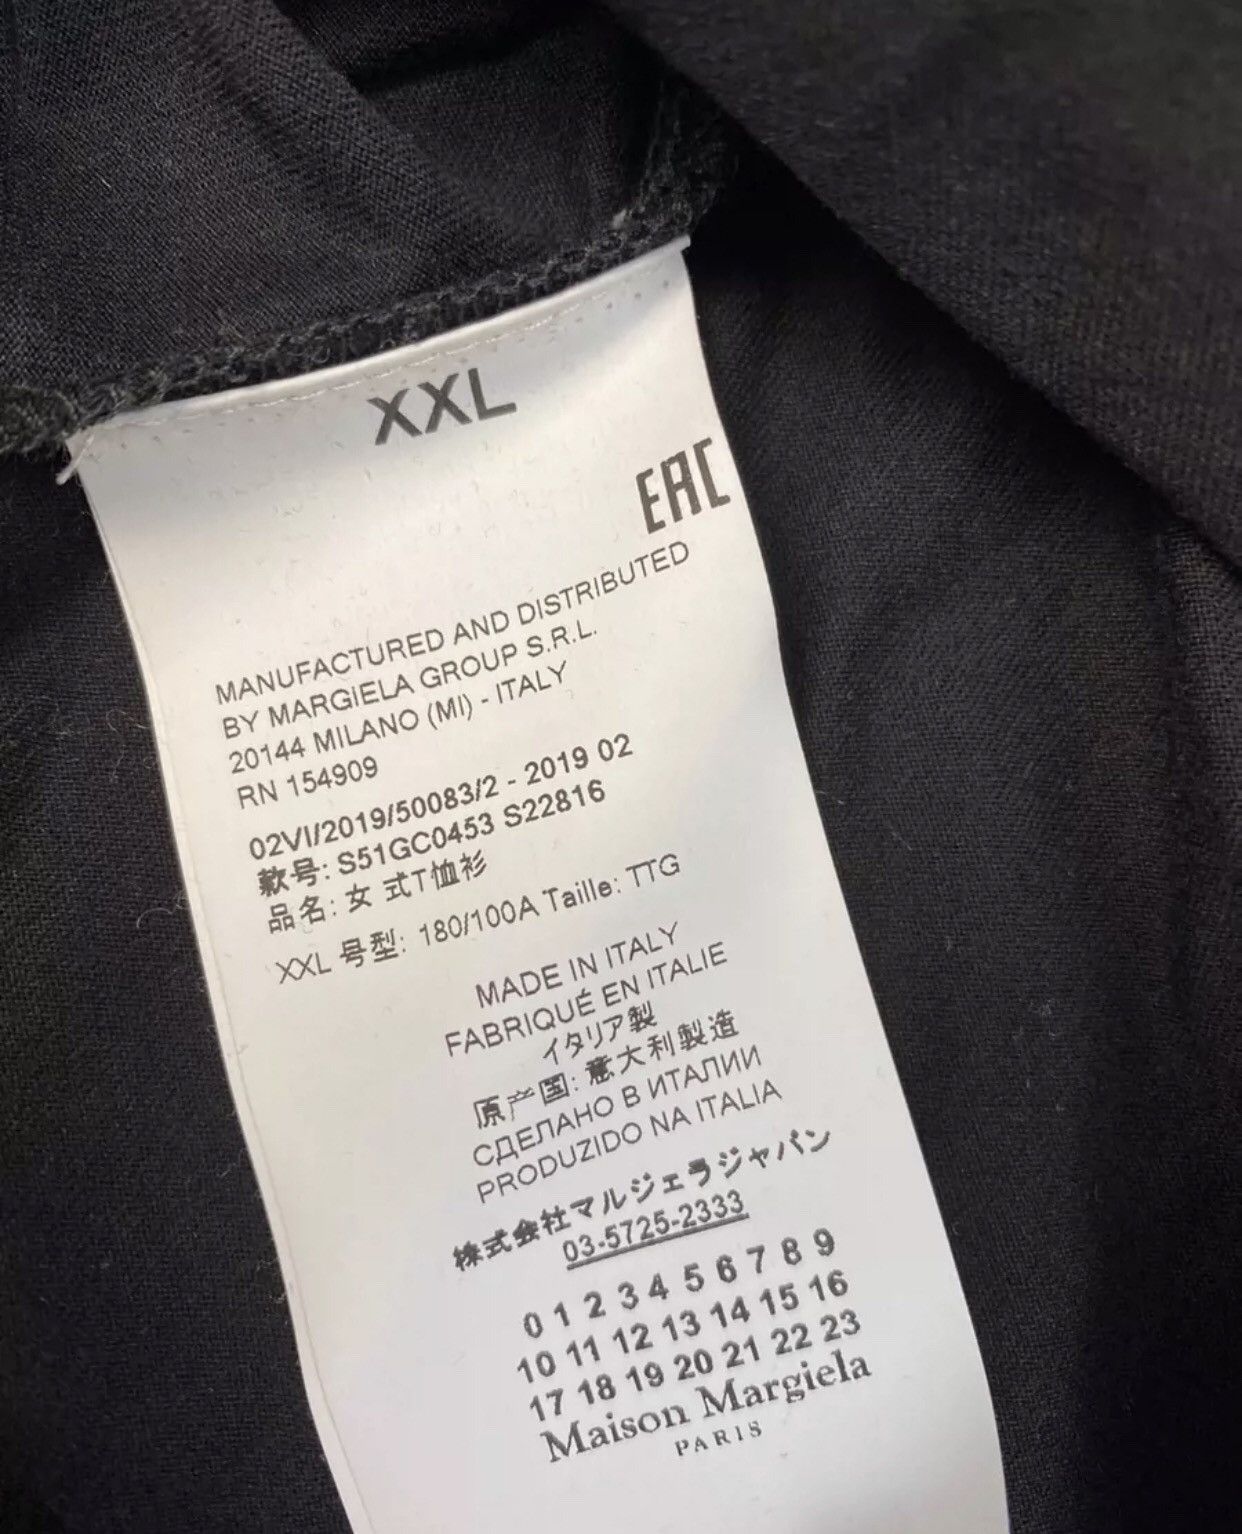 XXL
EAC
MANUFACTURED AND DISTRIBUTED
BY MARGIELA GROUP S.R.L.
20144 MILANO (MI) - ITALY
RN 154909
02VI/2019/50083/2 - 2019 02
款号: S51GC0453 S22816
品名: 女 式T恤衫
XXL 号型: 180/100A Taille: TTG
MADE IN ITALY
FABRIQUÉ EN ITALIE
イタリア製
原产国: 意大利製造
СДЕЛАНО В ИТАЛИИ
PRODUZIDO NA ITALIA
株式会社マルジェラジャパン
03-5725-2333
0 1 2 3 4 5 6 7 8 9
10 11 12 13 14 15 16
17 18 19 20 21 22 23
Maison Margiela
PARIS